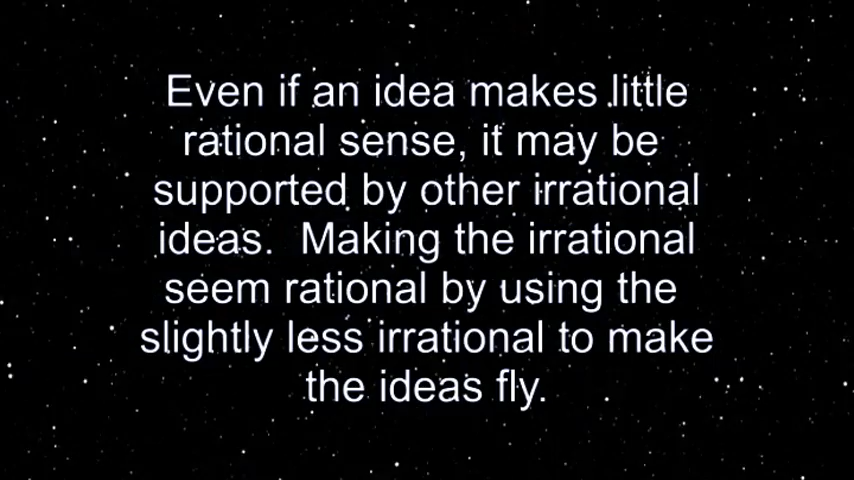 Even if an idea makes little
rational sense, it may be
supported by other irrational
ideas.  Making the irrational
seem rational by using the
slightly less irrational to make
the ideas fly.